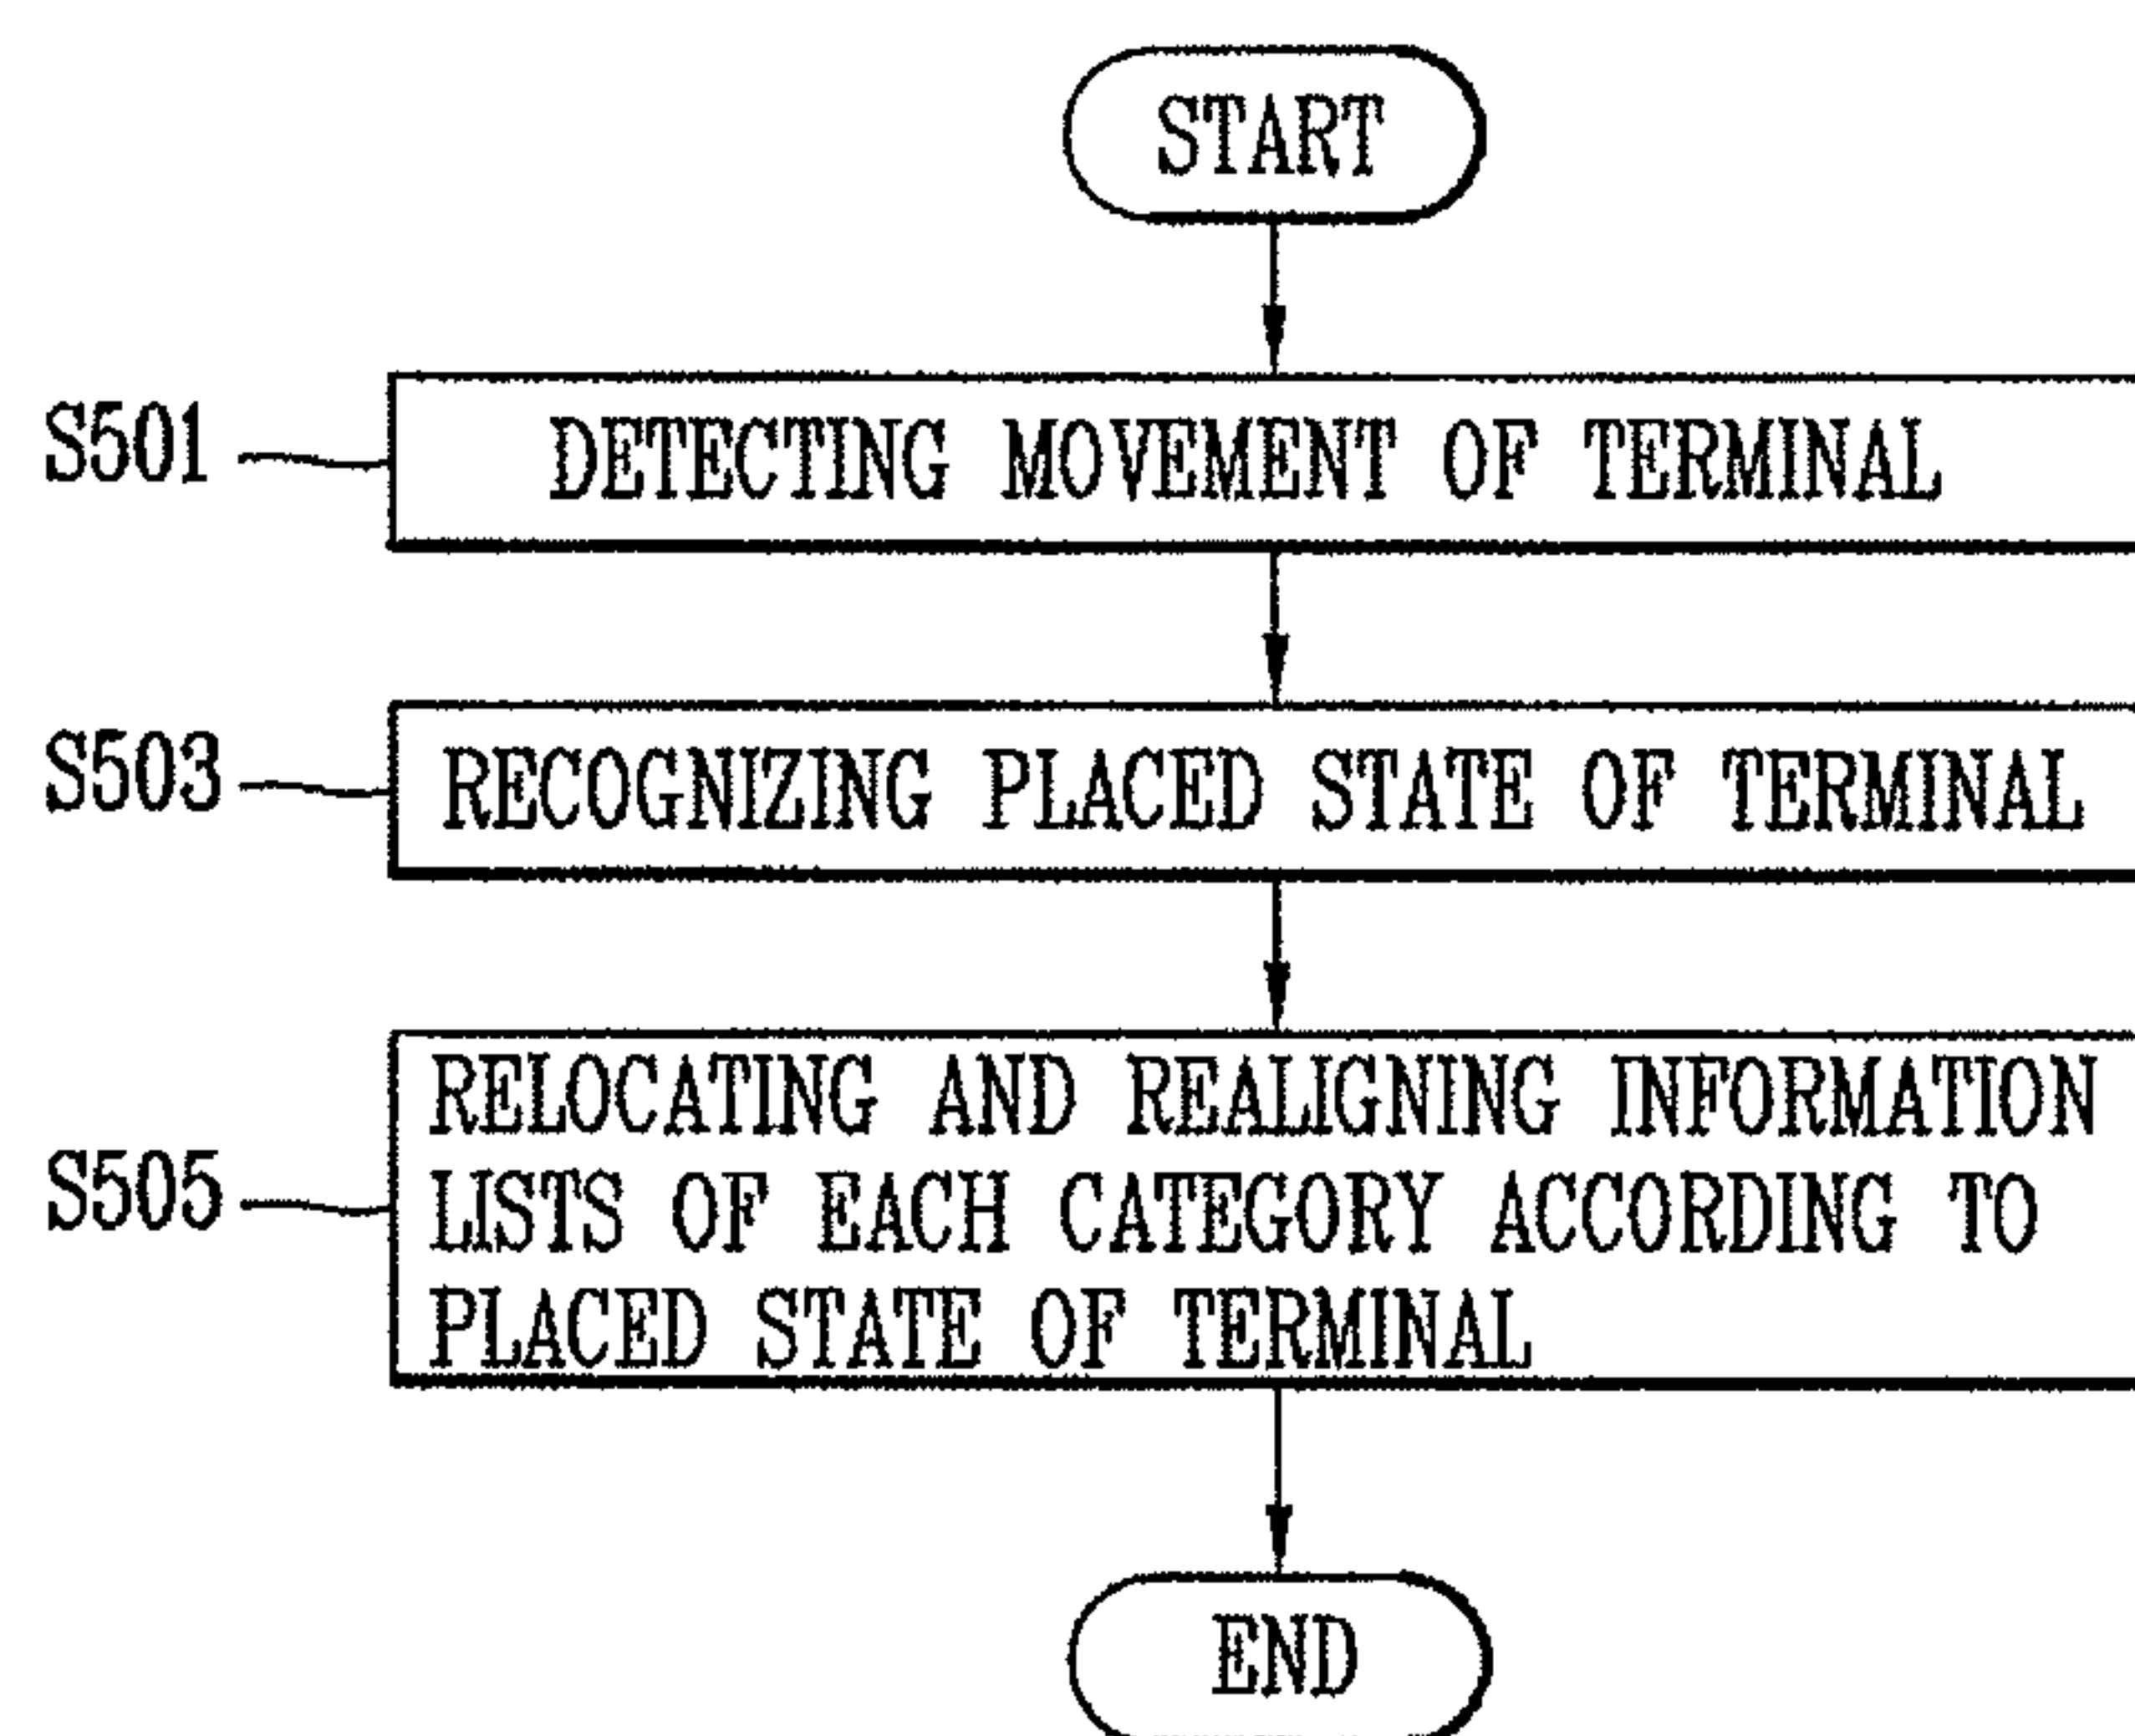 START
S501
DETECTING MOVEMENT OF TERMINAL
S503
RECOGNIZING PLACED STATE OF TERMINAL
S505
RELOCATING AND REALIGNING INFORMATION
LISTS OF EACH CATEGORY ACCORDING TO
PLACED STATE OF TERMINAL
END